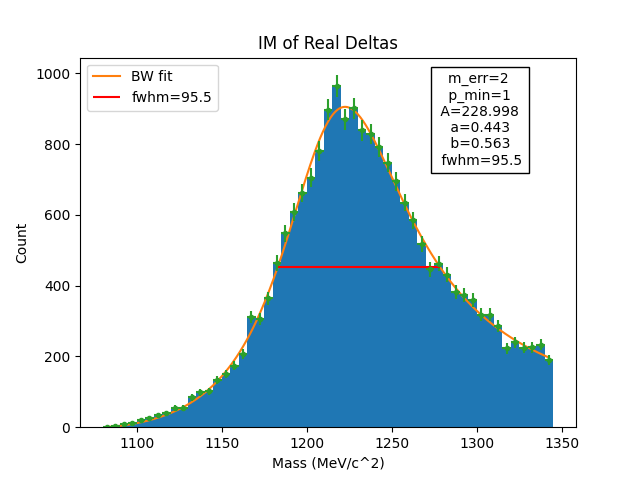 IM of Real Deltas
BW fit
fwhm=95.5
m_err=2
p_min=1
A=228.998
a=0.443
b=0.563
fwhm=95.5
1000
800
600
400
200
0
Count
1100
1150
1200
1250
1300
1350
Mass (MeV/c^2)